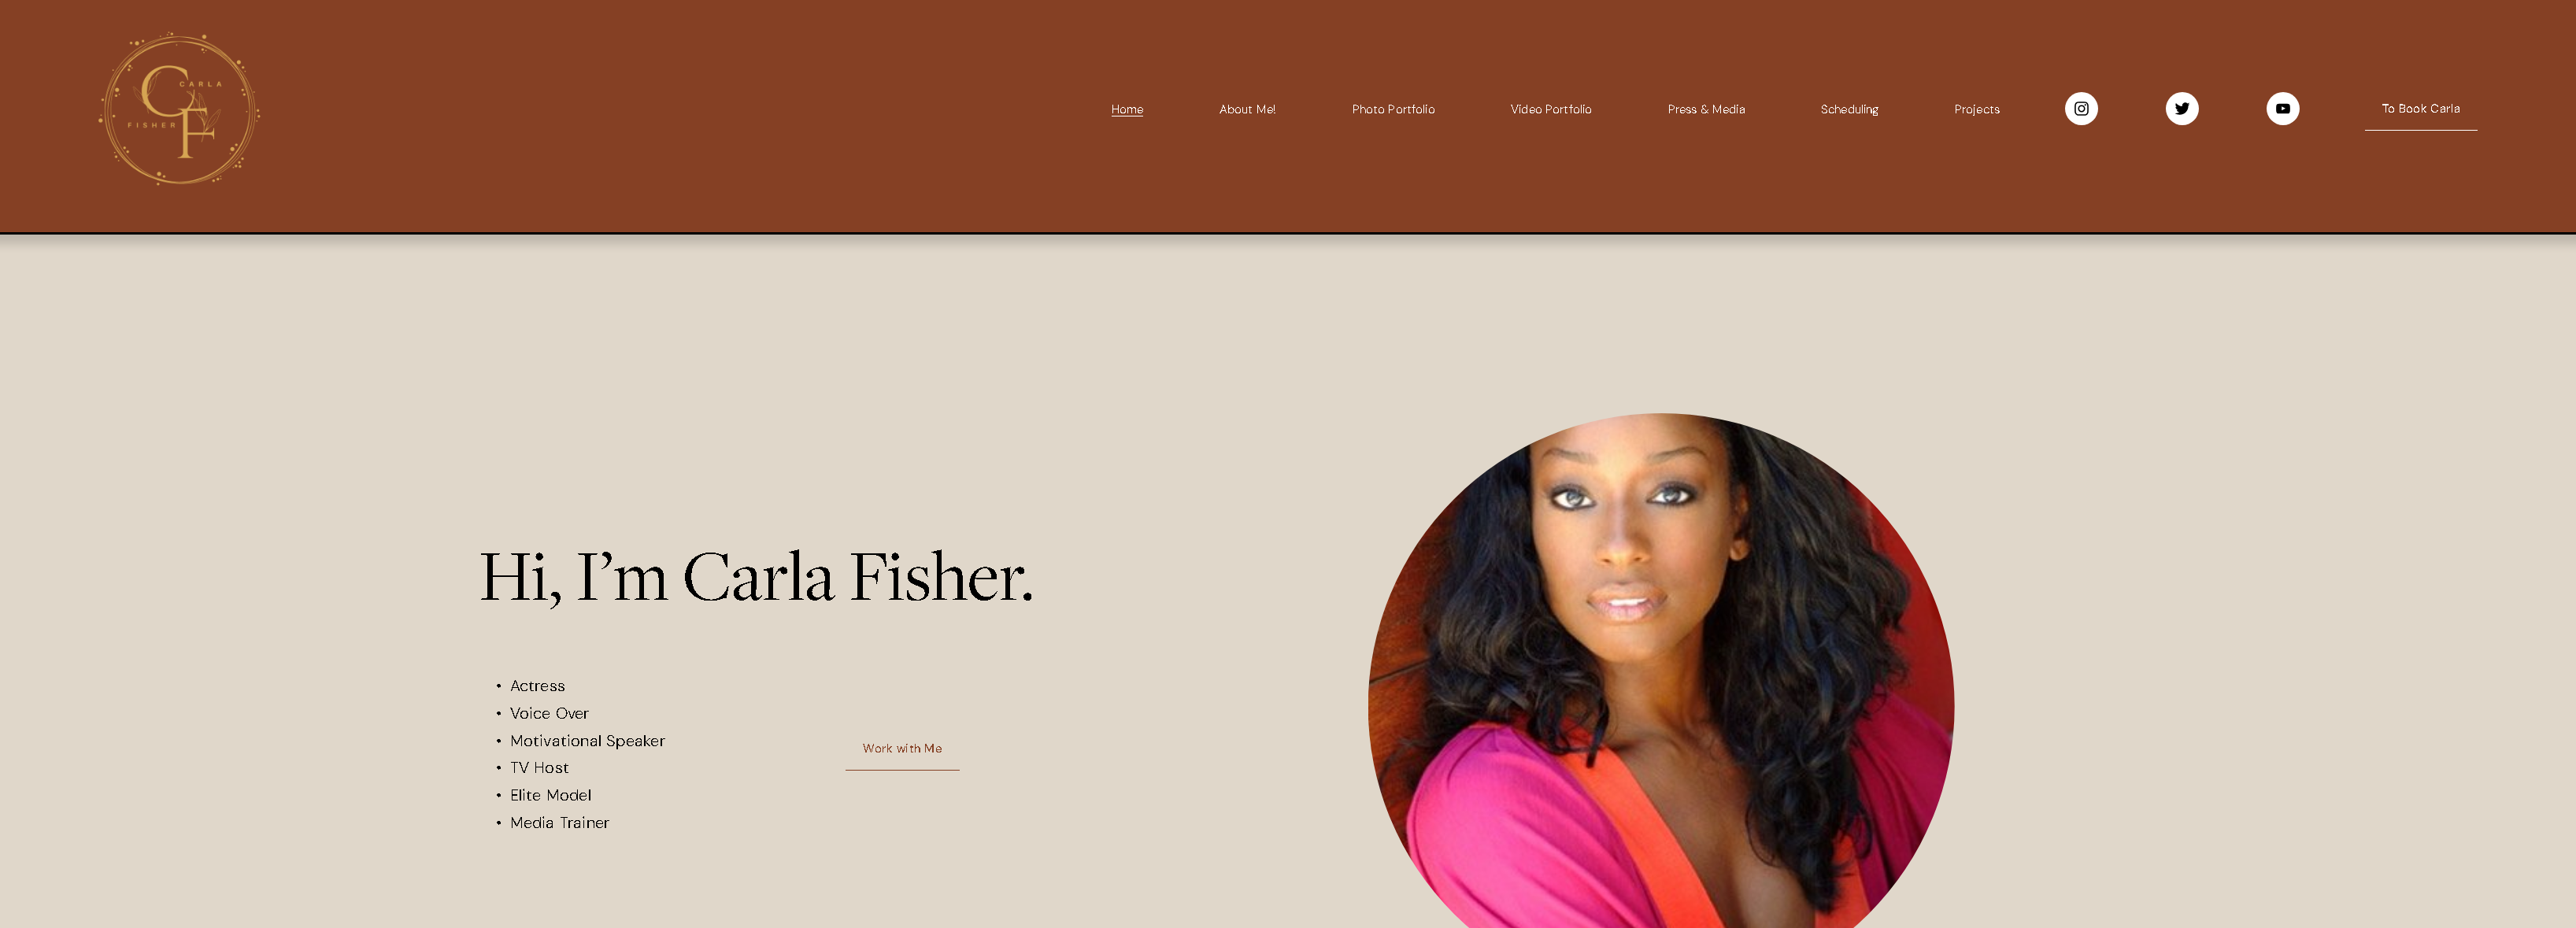 CARLA
FISHER
CF
Home
About Me!
Photo Portfolio
Video Portfolio
Press & Media
Scheduling
Projects
To Book Carla
Hi, I’m Carla Fisher.
• Actress
• Voice Over
• Motivational Speaker
• TV Host
• Elite Model
• Media Trainer
Work with Me